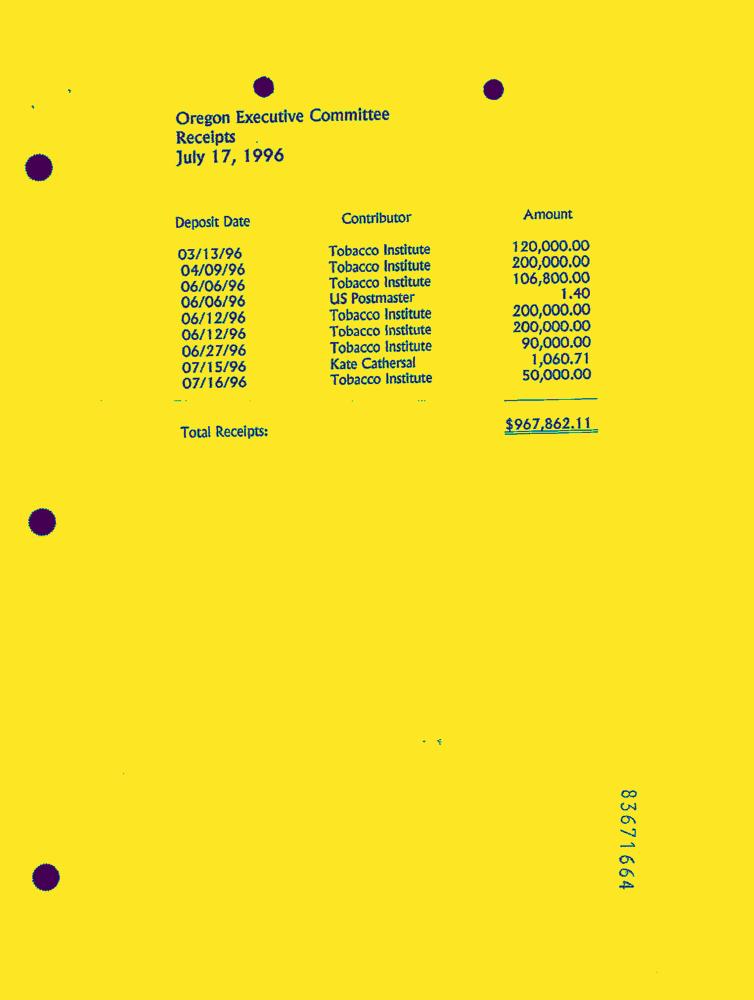 Oregon Executive Committee
Receipts
July 17, 1996
Deposit Date Contributor Amount
03/13/96 Tobacco Institute 120,000.00
04/09/96 Tobacco Institute 200,000.00
06/06/96 Tobacco Institute 106,800.00
06/06/96 US Postmaster 1.40
06/12/96 Tobacco Institute 200,000.00
06/12/96 Tobacco Institute 200,000.00
06/27/96 Tobacco Institute 90,000.00
07/15/96 Kate Cathersal 1,060.71
07/16/96 Tobacco Institute 50,000.00
Total Receipts: $967,862.11
83671664